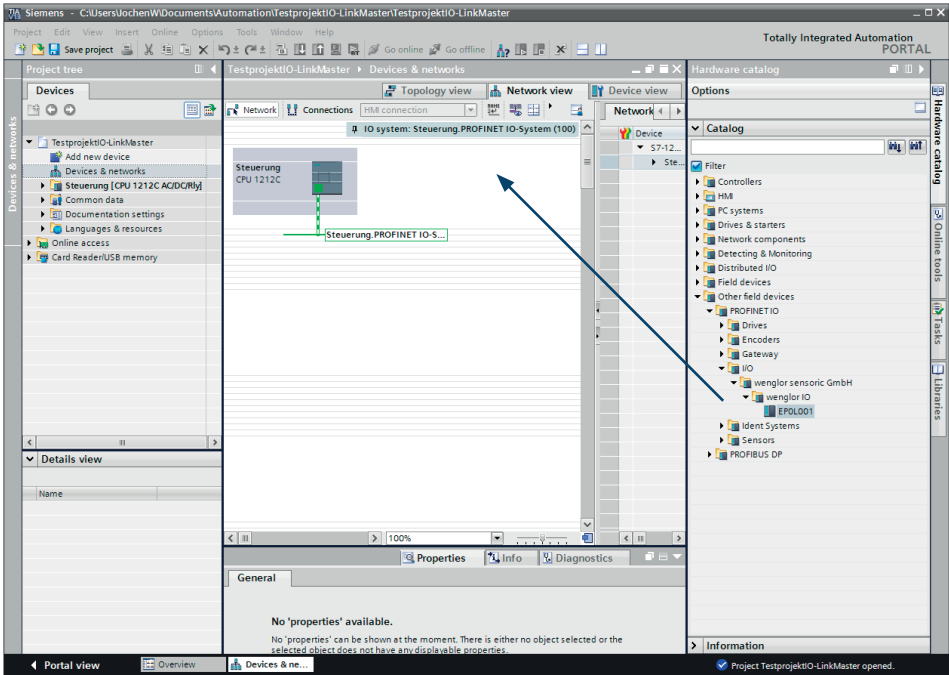 Siemens - C:\Users\JochenW\Documents\Automation\TestprojektIO-LinkMaster\TestprojektIO-LinkMaster
Project Edit View Insert Online Options Tools Window Help
Totally Integrated Automation
PORTAL
Save project
Go online
Go offline
Project tree
Devices
Devices & networks
TestprojektIO-LinkMaster
Add new device
Devices & networks
Steuerung [CPU 1212C AC/DC/Rly]
Common data
Documentation settings
Languages & resources
Online access
Card Reader/USB memory
Details view
Name
TestprojektIO-LinkMaster Devices & networks
Topology view
Network view
Device view
Network
Connections
HMI connection
IO system: Steuerung.PROFINET IO-System (100)
Steuerung
CPU 1212C
Steuerung.PROFINET IO-S...
100%
Network
Device
S7-12...
Ste...
Properties
Info
Diagnostics
General
No 'properties' available.
No 'properties' can be shown at the moment. There is either no object selected or the
selected object does not have any displayable properties.
Hardware catalog
Options
Catalog
Filter
Controllers
HMI
PC systems
Drives & starters
Network components
Detecting & Monitoring
Distributed I/O
Field devices
Other field devices
PROFINET IO
Drives
Encoders
Gateway
I/O
wenglor sensoric GmbH
wenglor IO
EP0L001
Ident Systems
Sensors
PROFIBUS DP
Information
Hardware catalog
Online tools
Tasks
Libraries
Portal view
Overview
Devices & ne...
Project TestprojektIO-LinkMaster opened.